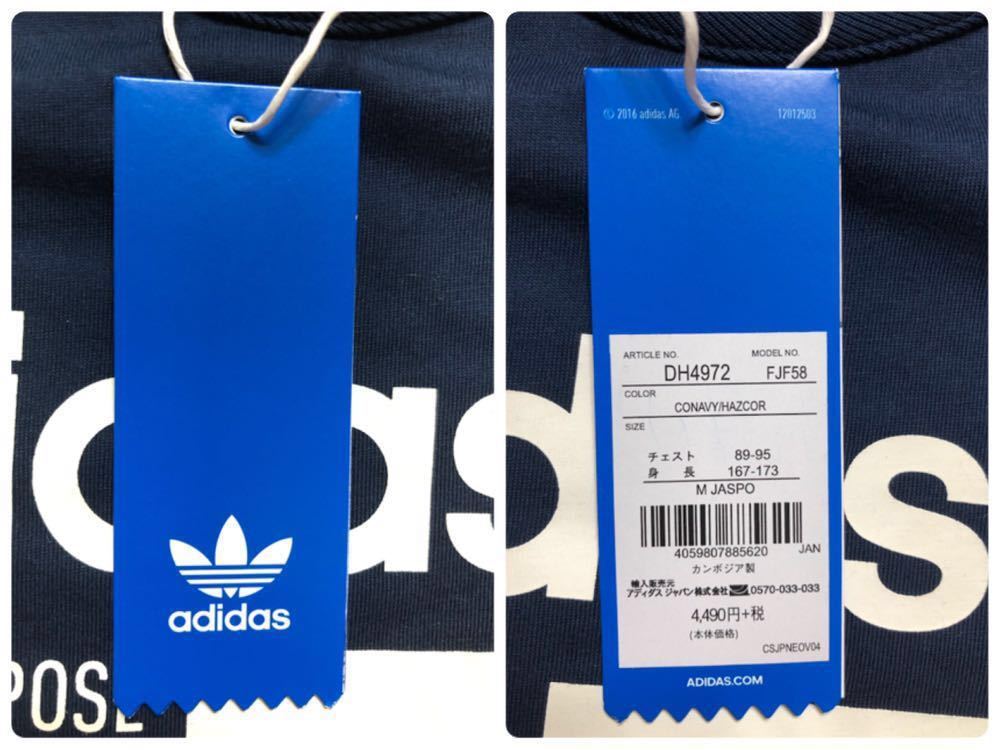 adidas
adidas
POSE
© 2016 adidas AG. 12012503
ARTICLE NO. MODEL NO.
DH4972 FJF58
COLOR
CONAVY/HAZCOR
SIZE
チェスト 89-95
身 長 167-173
M JASPO
4059807885620 JAN
カンボジア製
輸入販売元
アディダス ジャパン株式会社 0570-033-033
4,490円+税
(本体価格)
CSJPNEOV04
ADIDAS.COM
das